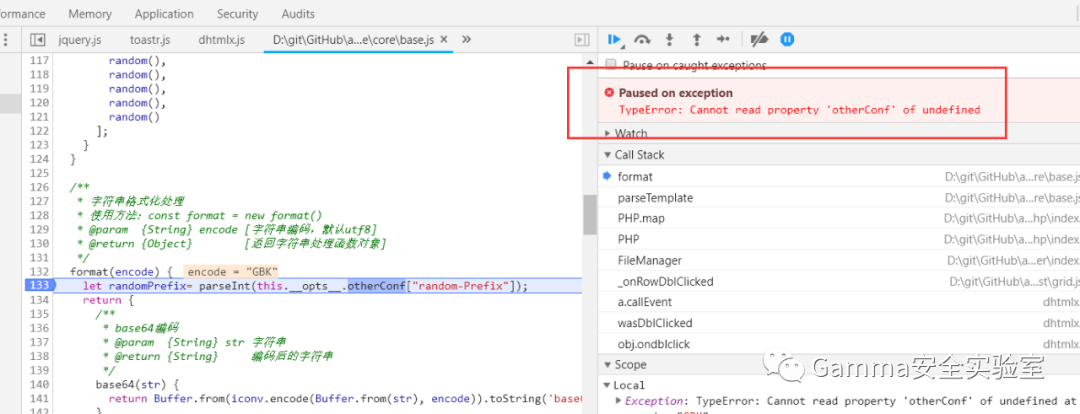 ormance Memory Application Security Audits
jquery.js toastr.js dhtmlx.js D:\git\GitHub\a...e\core\base.js × »
117 random(),
118 random(),
119 random(),
120 random(),
121 random()
122 ];
123 }
124 }
125
126 /**
127 * 字符串格式化处理
128 * 使用方法：const format = new format()
129 * @param {String} encode [字符串编码，默认utf8]
130 * @return {Object} [返回字符串处理函数对象]
131 */
132 format(encode) { encode = "GBK"
133 let randomPrefix= parseInt(this.__opts__.otherConf["random-Prefix"]);
134 return {
135 /**
136 * base64编码
137 * @param {String} str 字符串
138 * @return {String} 编码后的字符串
139 */
140 base64(str) {
141 return Buffer.from(iconv.encode(Buffer.from(str), encode)).toString('base6
142 }
Pause on caught exceptions
Paused on exception
TypeError: Cannot read property 'otherConf' of undefined
Watch
Call Stack
format D:\git\GitHub\a...re\base.js
parseTemplate D:\git\GitHub\a...re\base.js
PHP.map D:\git\GitHub\a...hp\index.
PHP D:\git\GitHub\a...hp\index.
FileManager D:\git\GitHub\a...er\index.
_onRowDblClicked D:\git\GitHub\a...st\grid.js
a.callEvent dhtmlx.
wasDblClicked dhtmlx.
obj.ondblclick dhtmlx.
Scope
Local
Exception: TypeError: Cannot read property 'otherConf' of undefined at
Gamma安全实验室